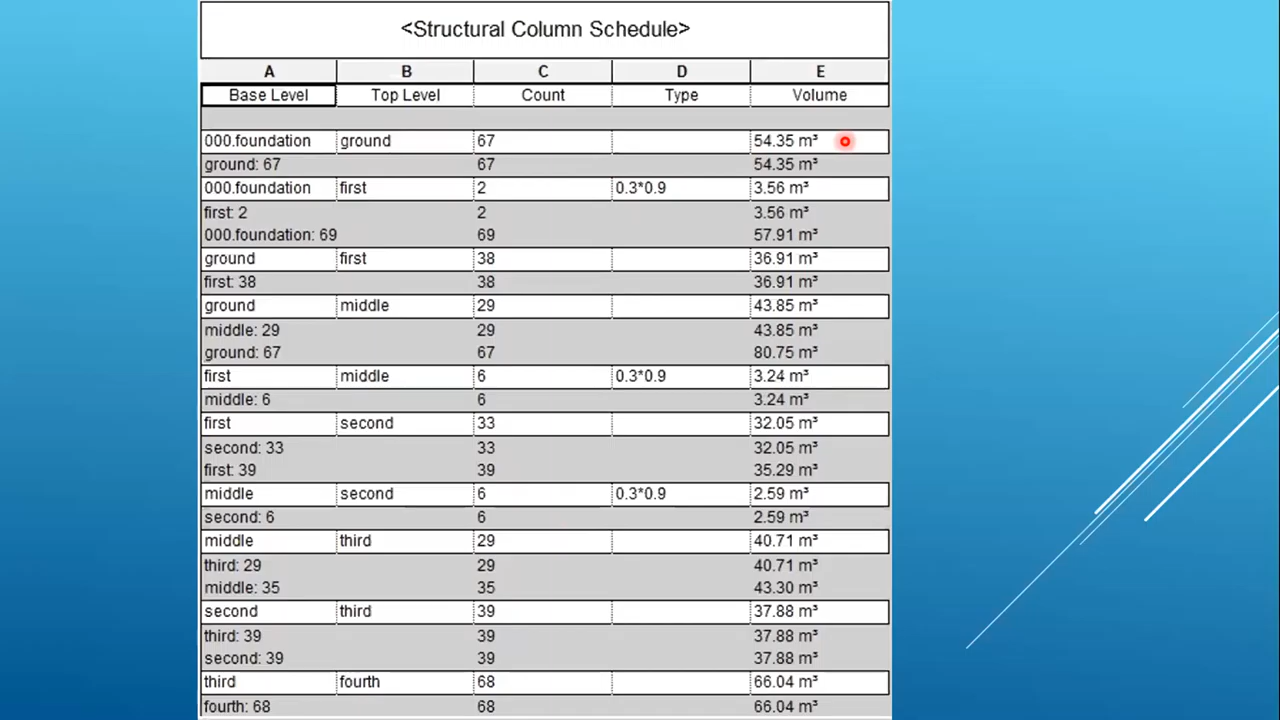 <Structural Column Schedule>
A B C D E
Base Level Top Level Count Type Volume
000.foundation ground 67 54.35 m³
ground: 67 67 54.35 m³
000.foundation first 2 0.3*0.9 3.56 m³
first: 2 2 3.56 m³
000.foundation: 69 69 57.91 m³
ground first 38 36.91 m³
first: 38 38 36.91 m³
ground middle 29 43.85 m³
middle: 29 29 43.85 m³
ground: 67 67 80.75 m³
first middle 6 0.3*0.9 3.24 m³
middle: 6 6 3.24 m³
first second 33 32.05 m³
second: 33 33 32.05 m³
first: 39 39 35.29 m³
middle second 6 0.3*0.9 2.59 m³
second: 6 6 2.59 m³
middle third 29 40.71 m³
third: 29 29 40.71 m³
middle: 35 35 43.30 m³
second third 39 37.88 m³
third: 39 39 37.88 m³
second: 39 39 37.88 m³
third fourth 68 66.04 m³
fourth: 68 68 66.04 m³